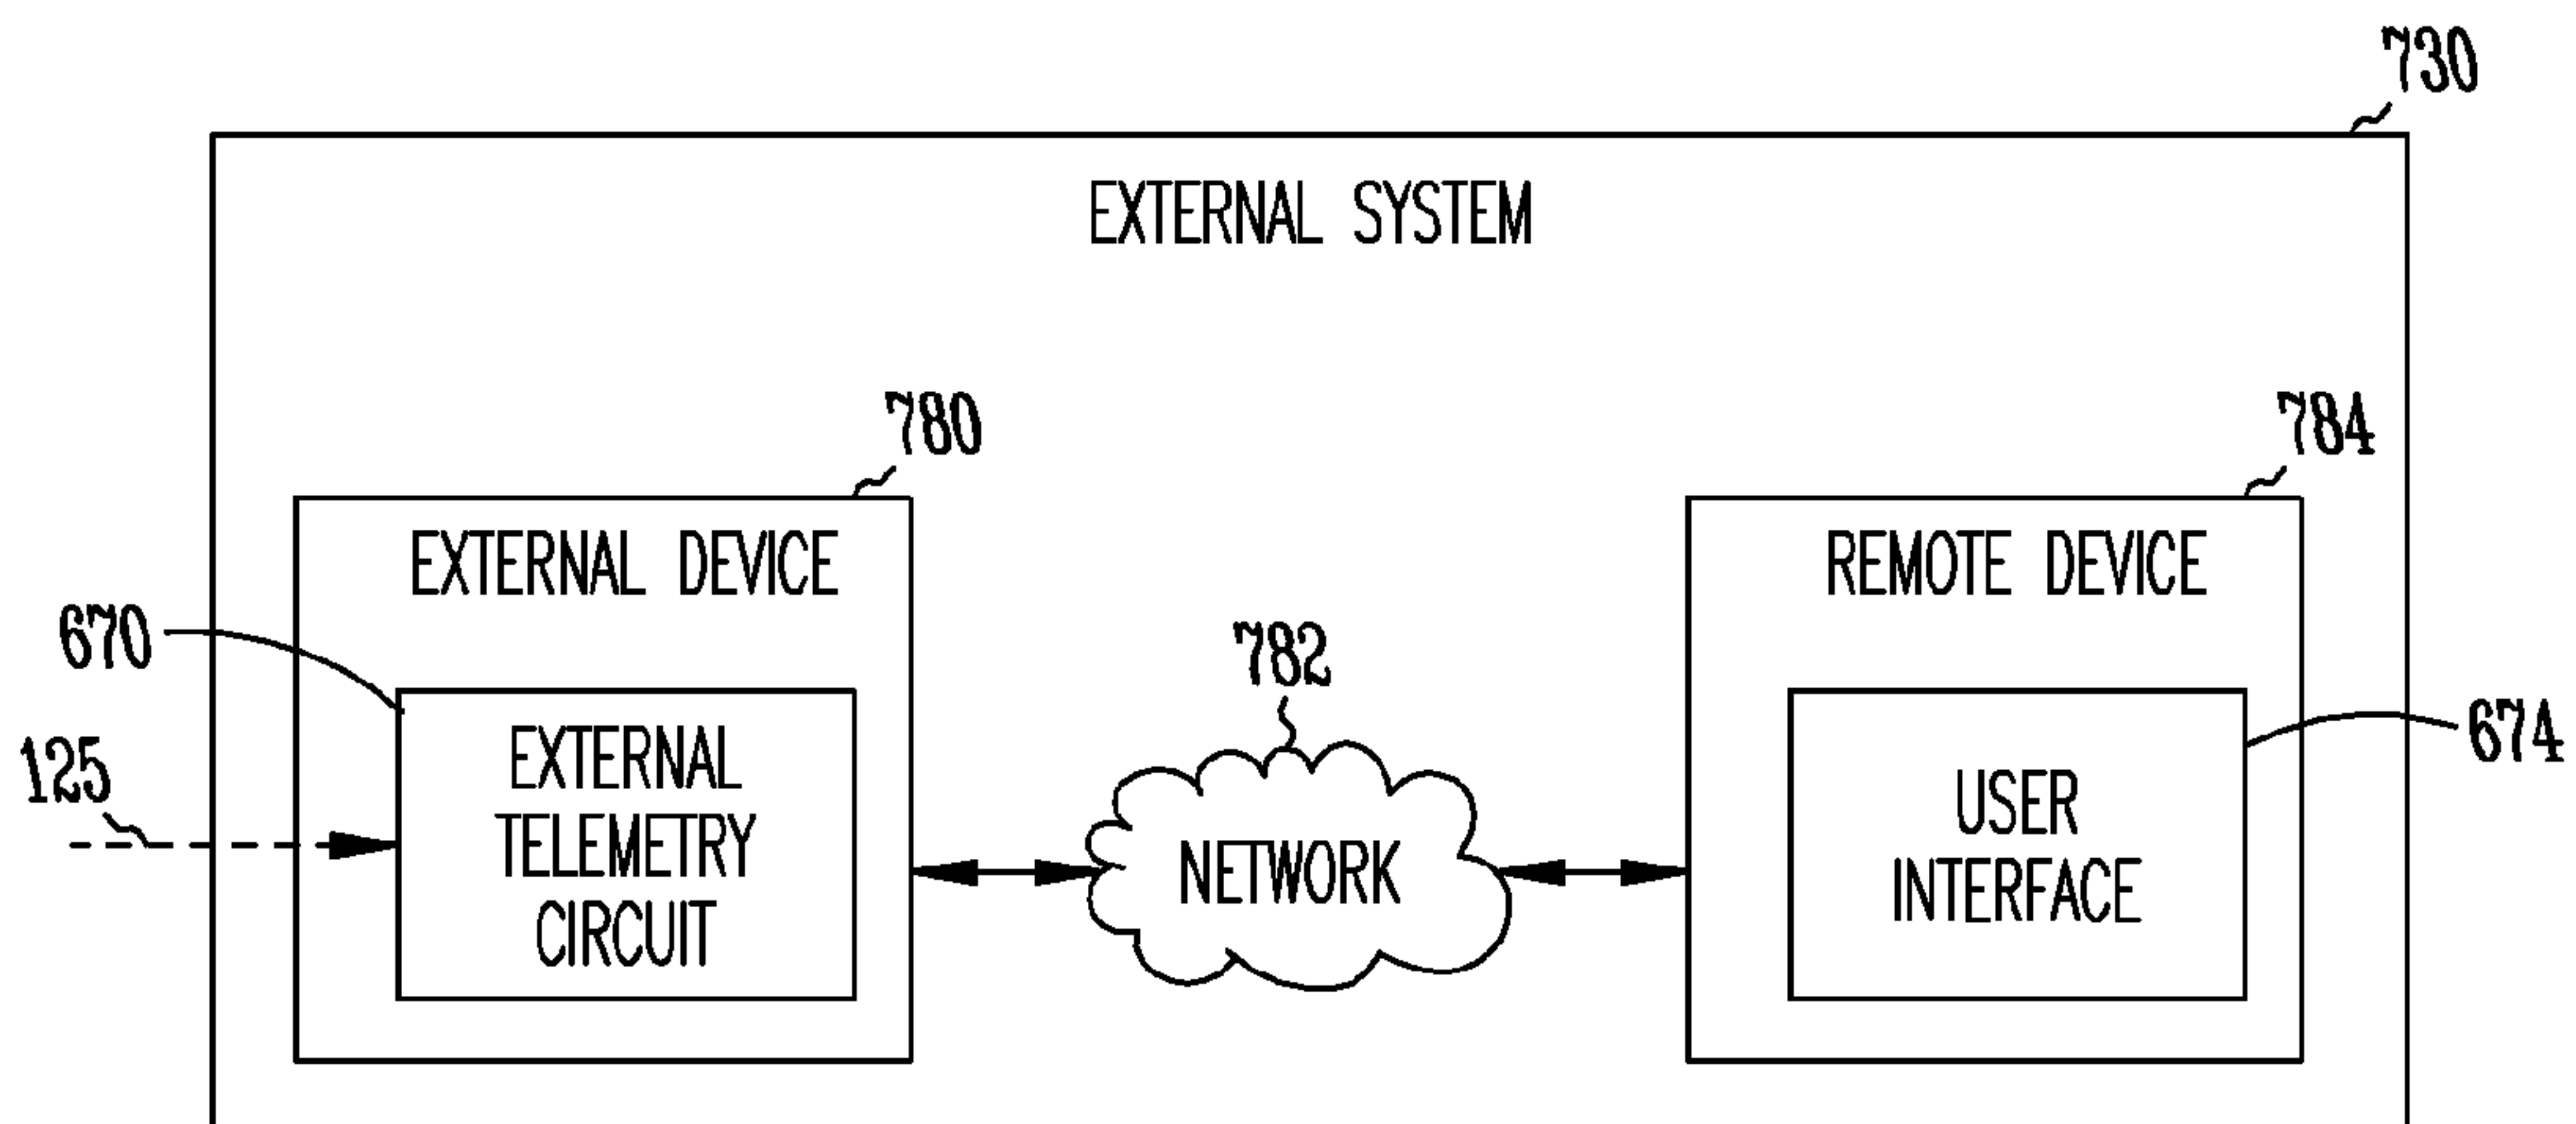 730
EXTERNAL SYSTEM
780
784
EXTERNAL DEVICE
REMOTE DEVICE
670
782
674
125
EXTERNAL
TELEMETRY
CIRCUIT
NETWORK
USER
INTERFACE